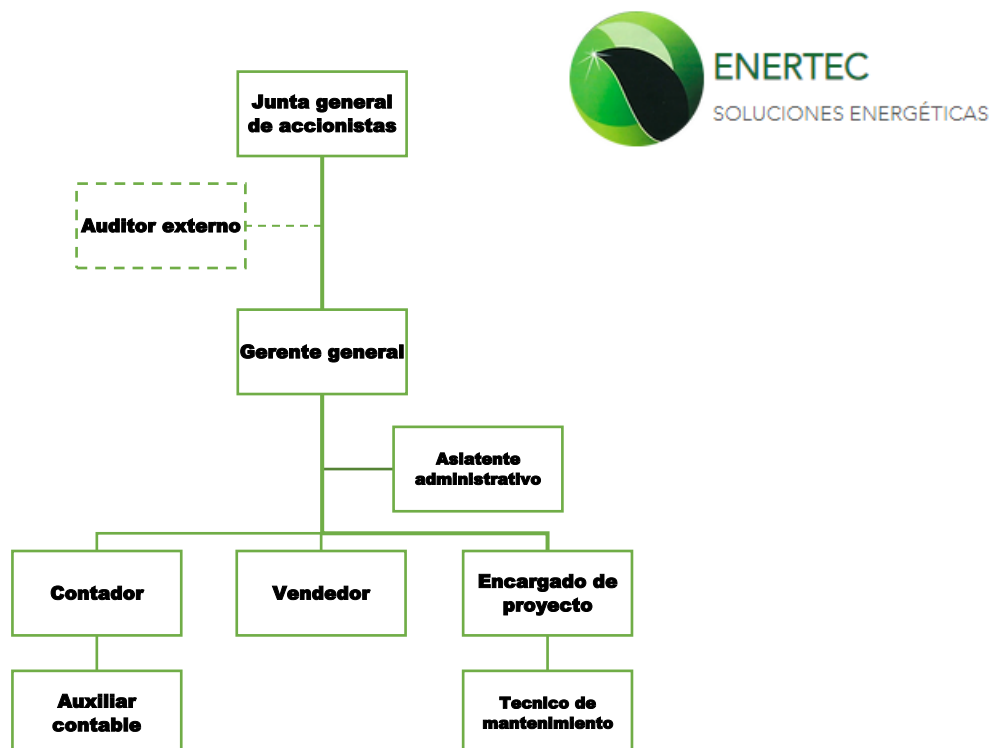 ENERTEC
SOLUCIONES ENERGÉTICAS
Junta general
de accionistas
Auditor externo
Gerente general
Asiatente
administrativo
Contador
Vendedor
Encargado de
proyecto
Auxiliar
contable
Tecnico de
mantenimiento